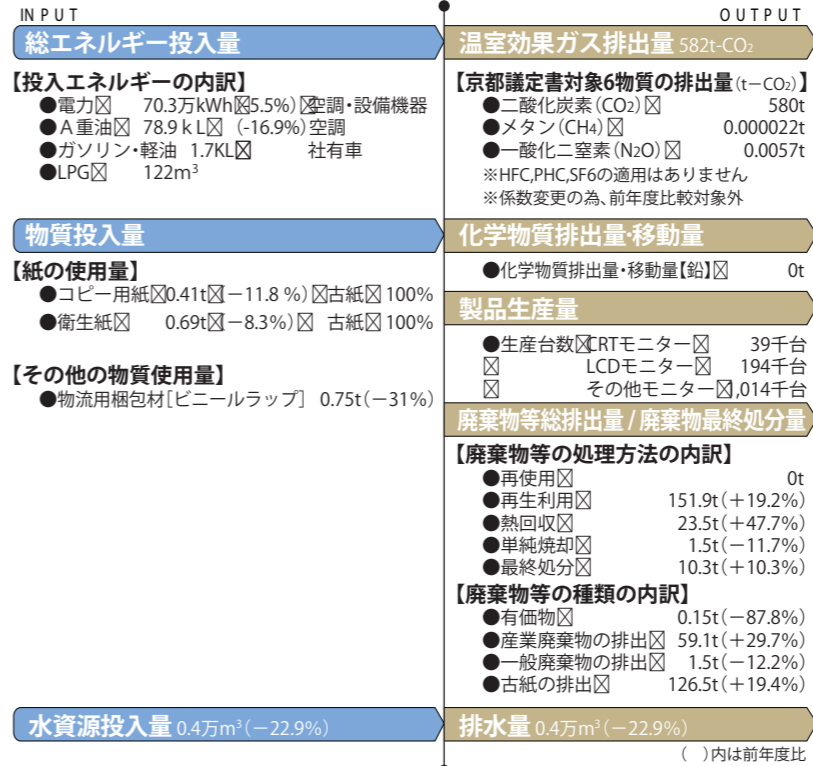 INPUT
総エネルギー投入量
【投入エネルギーの内訳】
●電力 70.3万kWh 5.5%) 空調・設備機器
●A重油 78.9kL (-16.9%)空調
●ガソリン・軽油 1.7KL 社有車
●LPG 122m³
物質投入量
【紙の使用量】
●コピー用紙 0.41t (−11.8 %) 古紙 100%
●衛生紙 0.69t (−8.3%) 古紙 100%
【その他の物質使用量】
●物流用梱包材[ビニールラップ] 0.75t(−31%)
水資源投入量 0.4万m³(−22.9%)
OUTPUT
温室効果ガス排出量 582t-CO₂
【京都議定書対象6物質の排出量(t−CO₂)】
●二酸化炭素(CO₂) 580t
●メタン(CH₄) 0.000022t
●一酸化二窒素(N₂O) 0.0057t
※HFC,PHC,SF6の適用はありません
※係数変更の為、前年度比較対象外
化学物質排出量・移動量
●化学物質排出量・移動量【鉛】 0t
製品生産量
●生産台数 CRTモニター 39千台
LCDモニター 194千台
その他モニター 1,014千台
廃棄物等総排出量 / 廃棄物最終処分量
【廃棄物等の処理方法の内訳】
●再使用 0t
●再生利用 151.9t(+19.2%)
●熱回収 23.5t(+47.7%)
●単純焼却 1.5t(−11.7%)
●最終処分 10.3t(+10.3%)
【廃棄物等の種類の内訳】
●有価物 0.15t(−87.8%)
●産業廃棄物の排出 59.1t(+29.7%)
●一般廃棄物の排出 1.5t(−12.2%)
●古紙の排出 126.5t(+19.4%)
排水量 0.4万m³(−22.9%)
( )内は前年度比